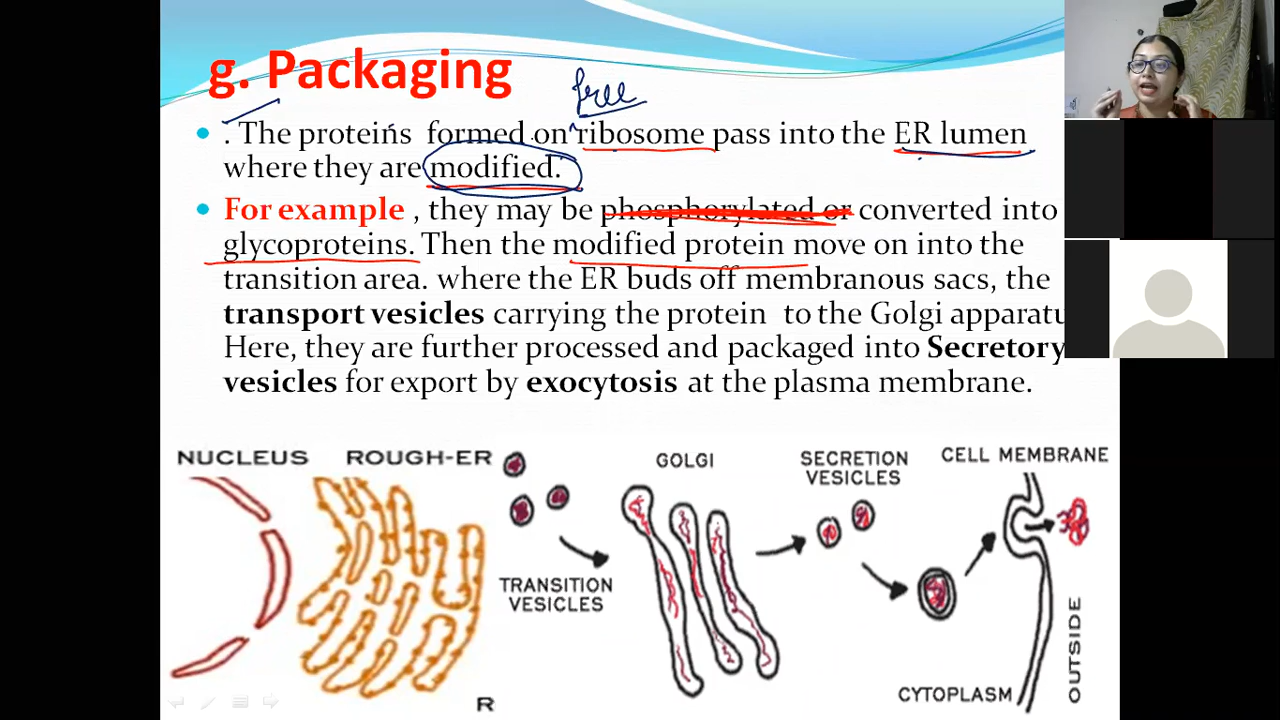 g. Packaging
free
• . The proteins formed on ^ ribosome pass into the ER lumen
where they are modified.
• For example , they may be phosphorylated or converted into
glycoproteins. Then the modified protein move on into the
transition area. where the ER buds off membranous sacs, the
transport vesicles carrying the protein to the Golgi apparatu
Here, they are further processed and packaged into Secretory
vesicles for export by exocytosis at the plasma membrane.
NUCLEUS ROUGH-ER GOLGI SECRETION VESICLES CELL MEMBRANE
TRANSITION
VESICLES
OUTSIDE
CYTOPLASM
R